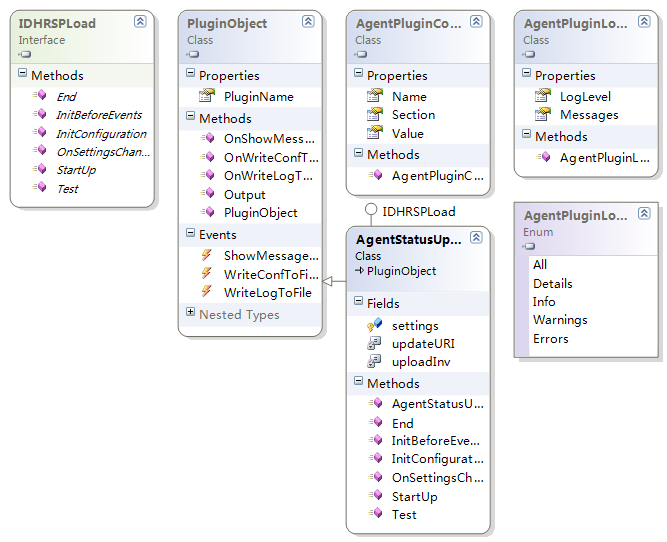 IDHRSPLoad
Interface
Methods
End
InitBeforeEvents
InitConfiguration
OnSettingsChan...
StartUp
Test
PluginObject
Class
Properties
PluginName
Methods
OnShowMess...
OnWriteConfT...
OnWriteLogT...
Output
PluginObject
Events
ShowMessage...
WriteConfToFi...
WriteLogToFile
Nested Types
AgentPluginCo...
Class
Properties
Name
Section
Value
Methods
AgentPluginC...
AgentPluginLo...
Class
Properties
LogLevel
Messages
Methods
AgentPluginL...
IDHRSPLoad
AgentStatusUp...
Class
PluginObject
Fields
settings
updateURI
uploadInv
Methods
AgentStatusU...
End
InitBeforeEve...
InitConfigurat...
OnSettingsCh...
StartUp
Test
AgentPluginLo...
Enum
All
Details
Info
Warnings
Errors